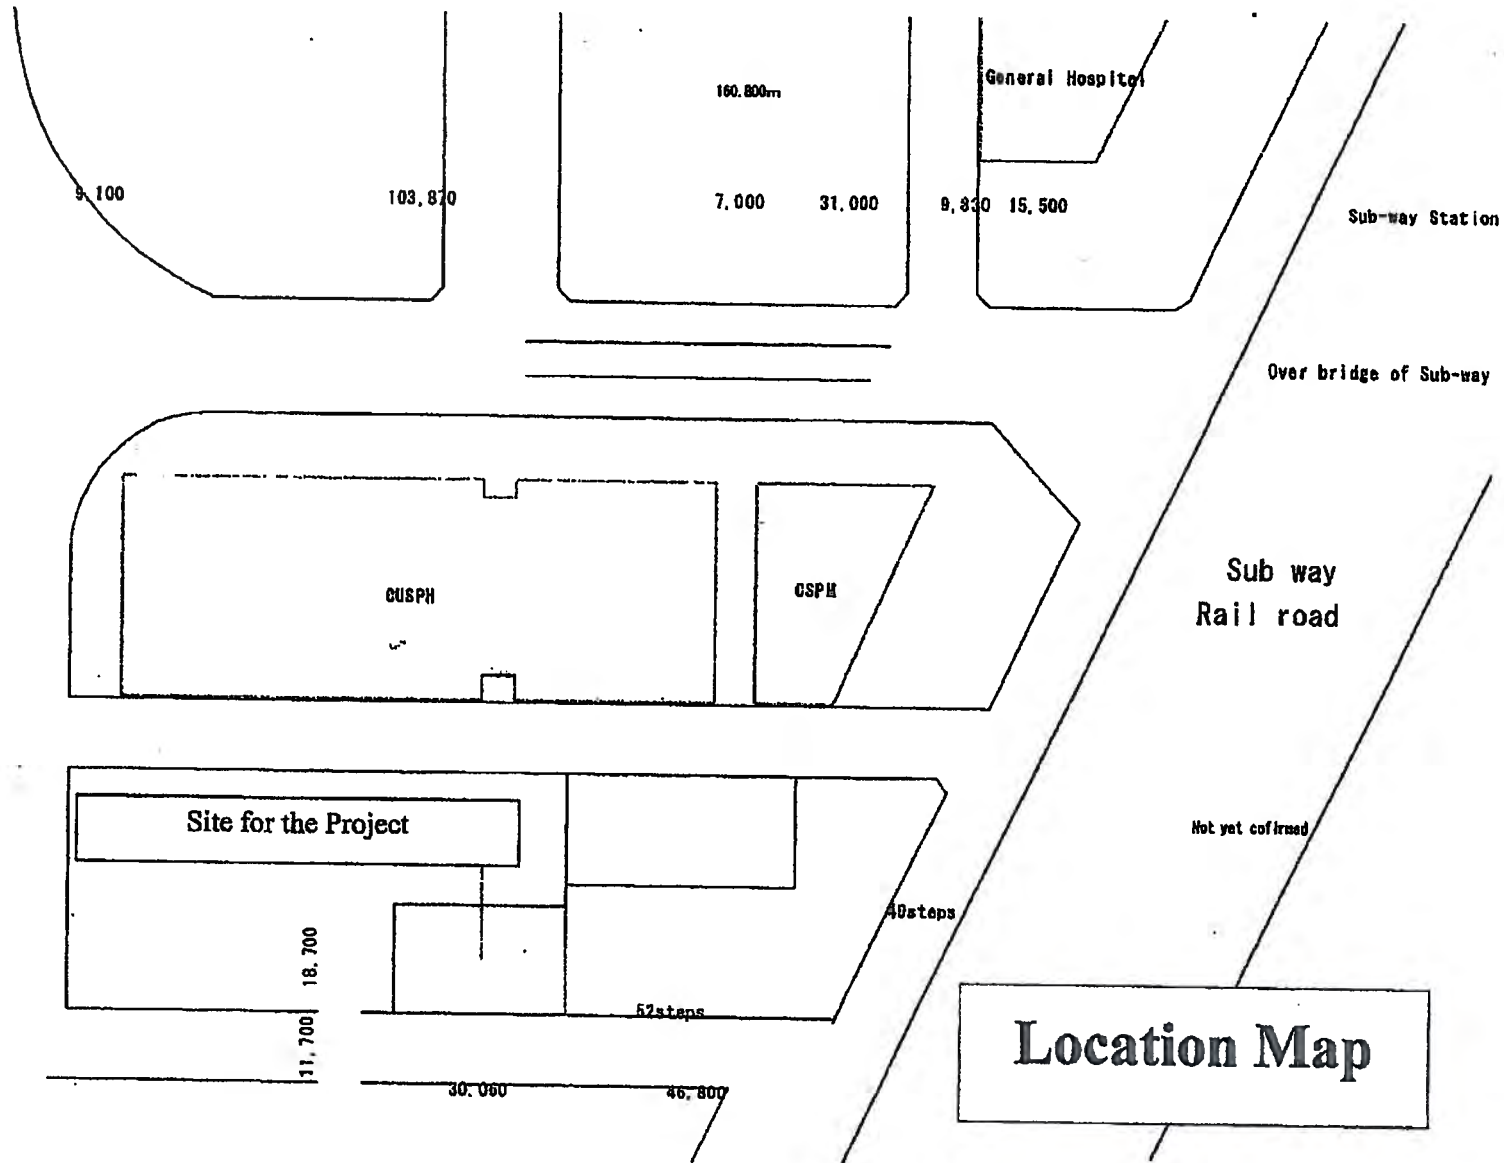 General Hospital
160.800m
9,100
103,870
7,000
31,000
9,830
15,500
Sub-way Station
Over bridge of Sub-way
Sub way
Rail road
CUSPH
CSPH
Site for the Project
Not yet cofirmed
40steps
18,700
52steps
11,700
30,060
46,800
Location Map